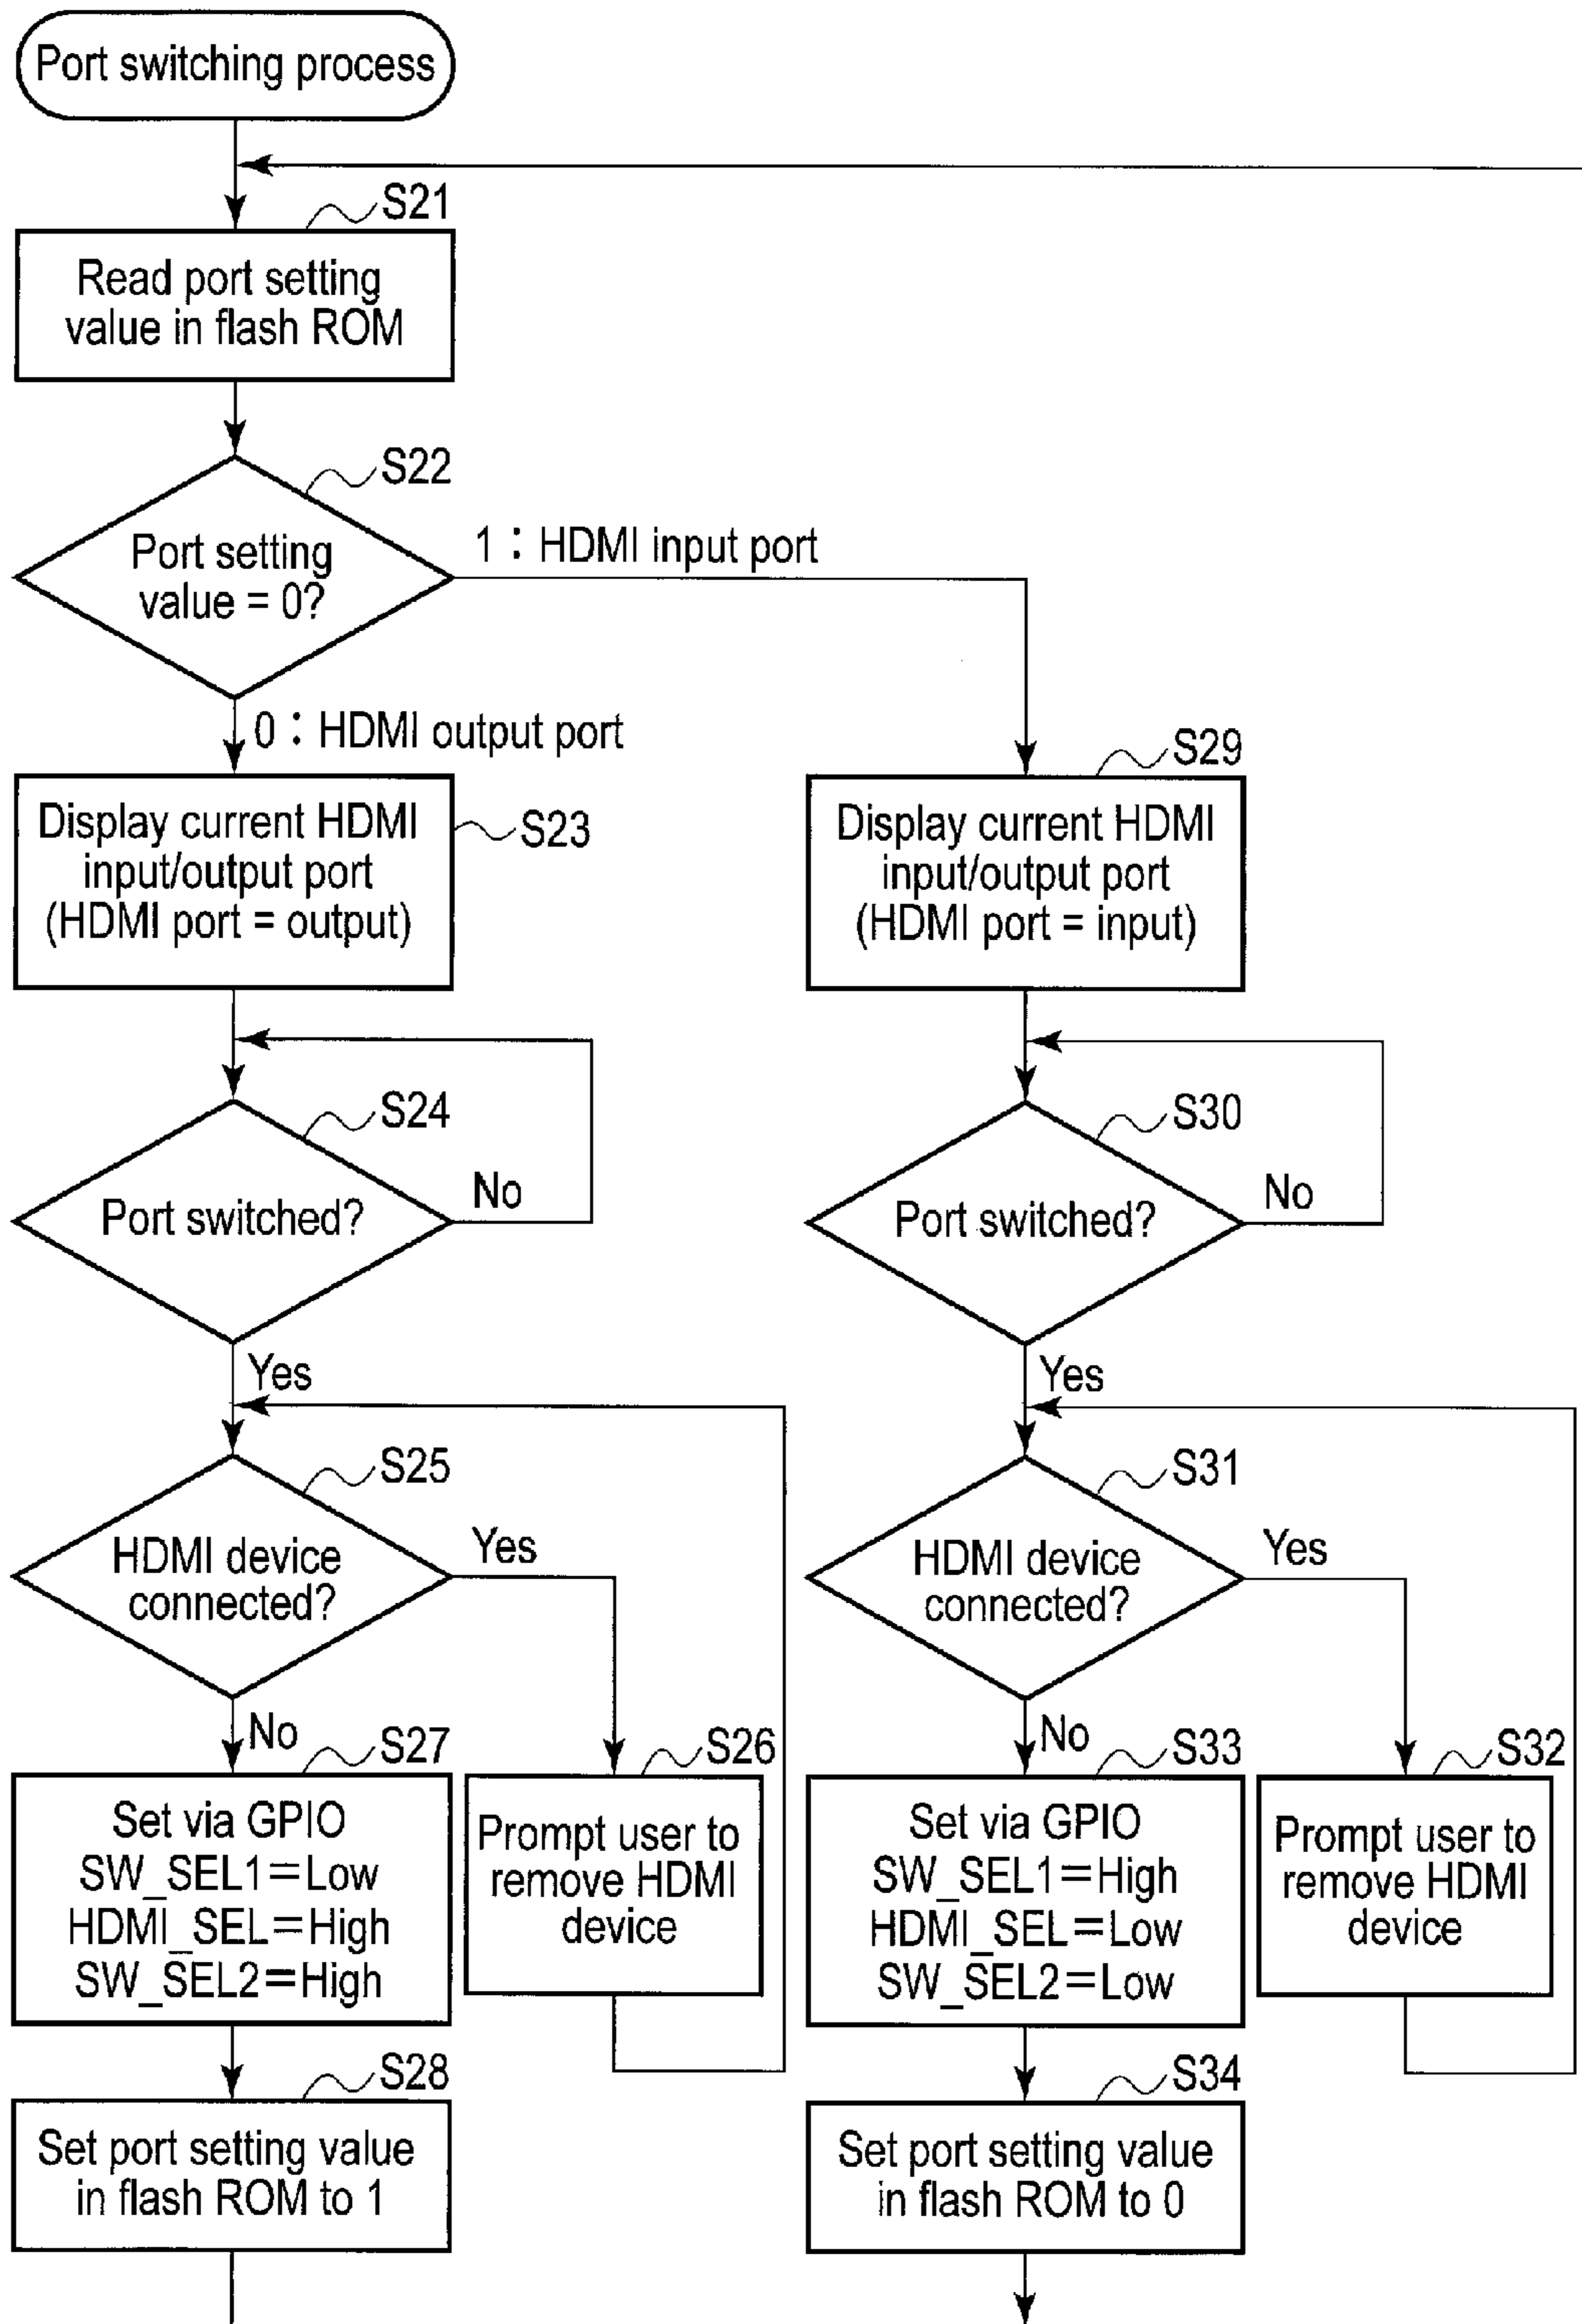 Port switching process
S21
Read port setting
value in flash ROM
S22
Port setting
value = 0?
1 : HDMI input port
0 : HDMI output port
S23
Display current HDMI
input/output port
(HDMI port = output)
S29
Display current HDMI
input/output port
(HDMI port = input)
S24
Port switched?
No
Yes
S30
Port switched?
No
Yes
S25
HDMI device
connected?
Yes
No
S31
HDMI device
connected?
Yes
No
S27
Set via GPIO
SW_SEL1=Low
HDMI_SEL=High
SW_SEL2=High
S26
Prompt user to
remove HDMI
device
S33
Set via GPIO
SW_SEL1=High
HDMI_SEL=Low
SW_SEL2=Low
S32
Prompt user to
remove HDMI
device
S28
Set port setting value
in flash ROM to 1
S34
Set port setting value
in flash ROM to 0